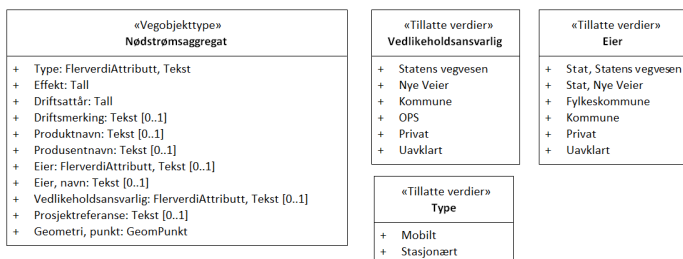 «Vegobjekttype»
Nødstrømsaggregat
+ Type: FlerverdiAttributt, Tekst
+ Effekt: Tall
+ Driftsattår: Tall
+ Driftsmerking: Tekst [0..1]
+ Produktnavn: Tekst [0..1]
+ Produsentnavn: Tekst [0..1]
+ Eier: FlerverdiAttributt, Tekst [0..1]
+ Eier, navn: Tekst [0..1]
+ Vedlikeholdsansvarlig: FlerverdiAttributt, Tekst [0..1]
+ Prosjektreferanse: Tekst [0..1]
+ Geometri, punkt: GeomPunkt
«Tillatte verdier»
Vedlikeholdsansvarlig
+ Statens vegvesen
+ Nye Veier
+ Kommune
+ OPS
+ Privat
+ Uavklart
«Tillatte verdier»
Eier
+ Stat, Statens vegvesen
+ Stat, Nye Veier
+ Fylkeskommune
+ Kommune
+ Privat
+ Uavklart
«Tillatte verdier»
Type
+ Mobilt
+ Stasjonært